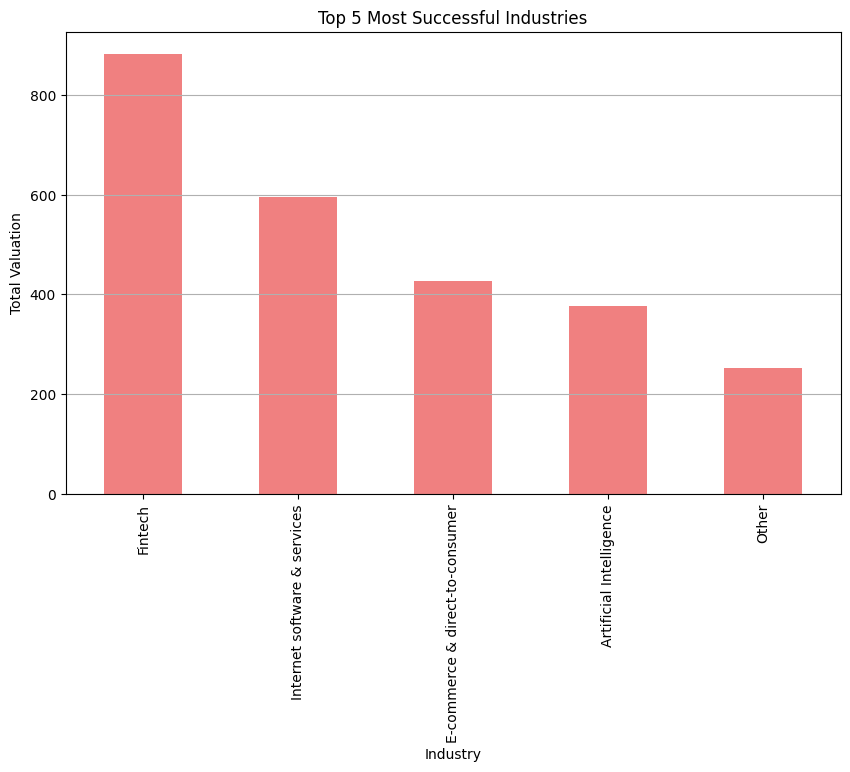 Top 5 Most Successful Industries
Total Valuation
800
600
400
200
0
Fintech
Internet software & services
E-commerce & direct-to-consumer
Artificial Intelligence
Other
Industry